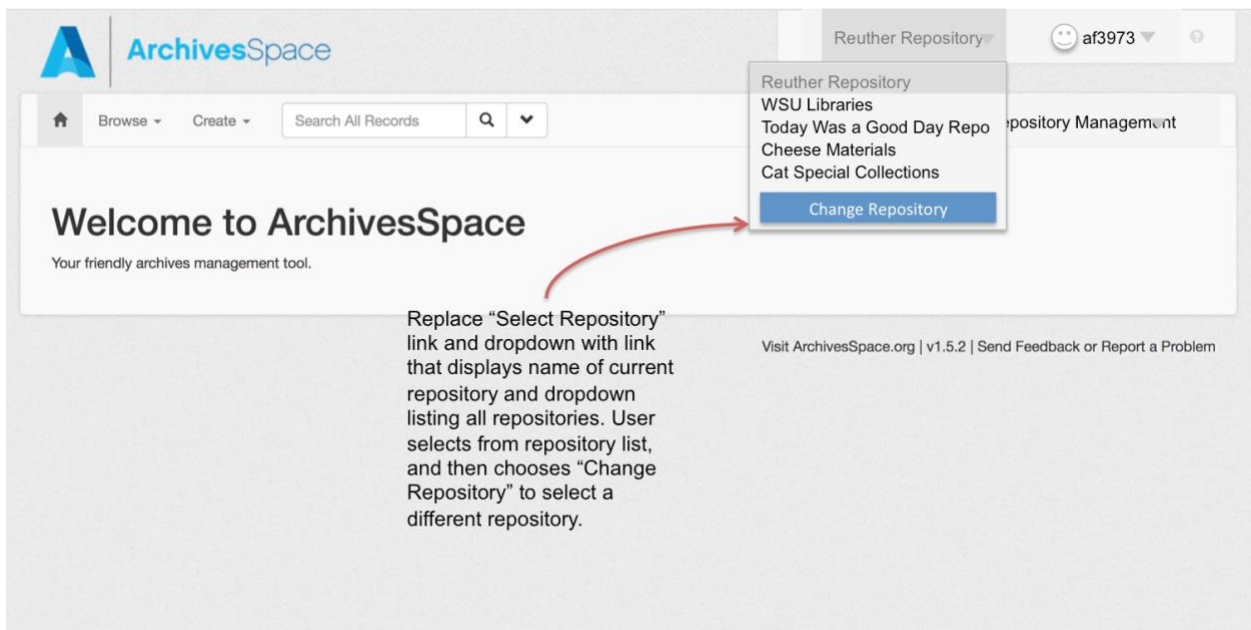 ArchivesSpace
Reuther Repository
af3973
Reuther Repository
WSU Libraries
Today Was a Good Day Repo
Cheese Materials
Cat Special Collections
Change Repository
Browse
Create
Search All Records
pository Management
Welcome to ArchivesSpace
Your friendly archives management tool.
Replace “Select Repository”
link and dropdown with link
that displays name of current
repository and dropdown
listing all repositories. User
selects from repository list,
and then chooses “Change
Repository” to select a
different repository.
Visit ArchivesSpace.org | v1.5.2 | Send Feedback or Report a Problem